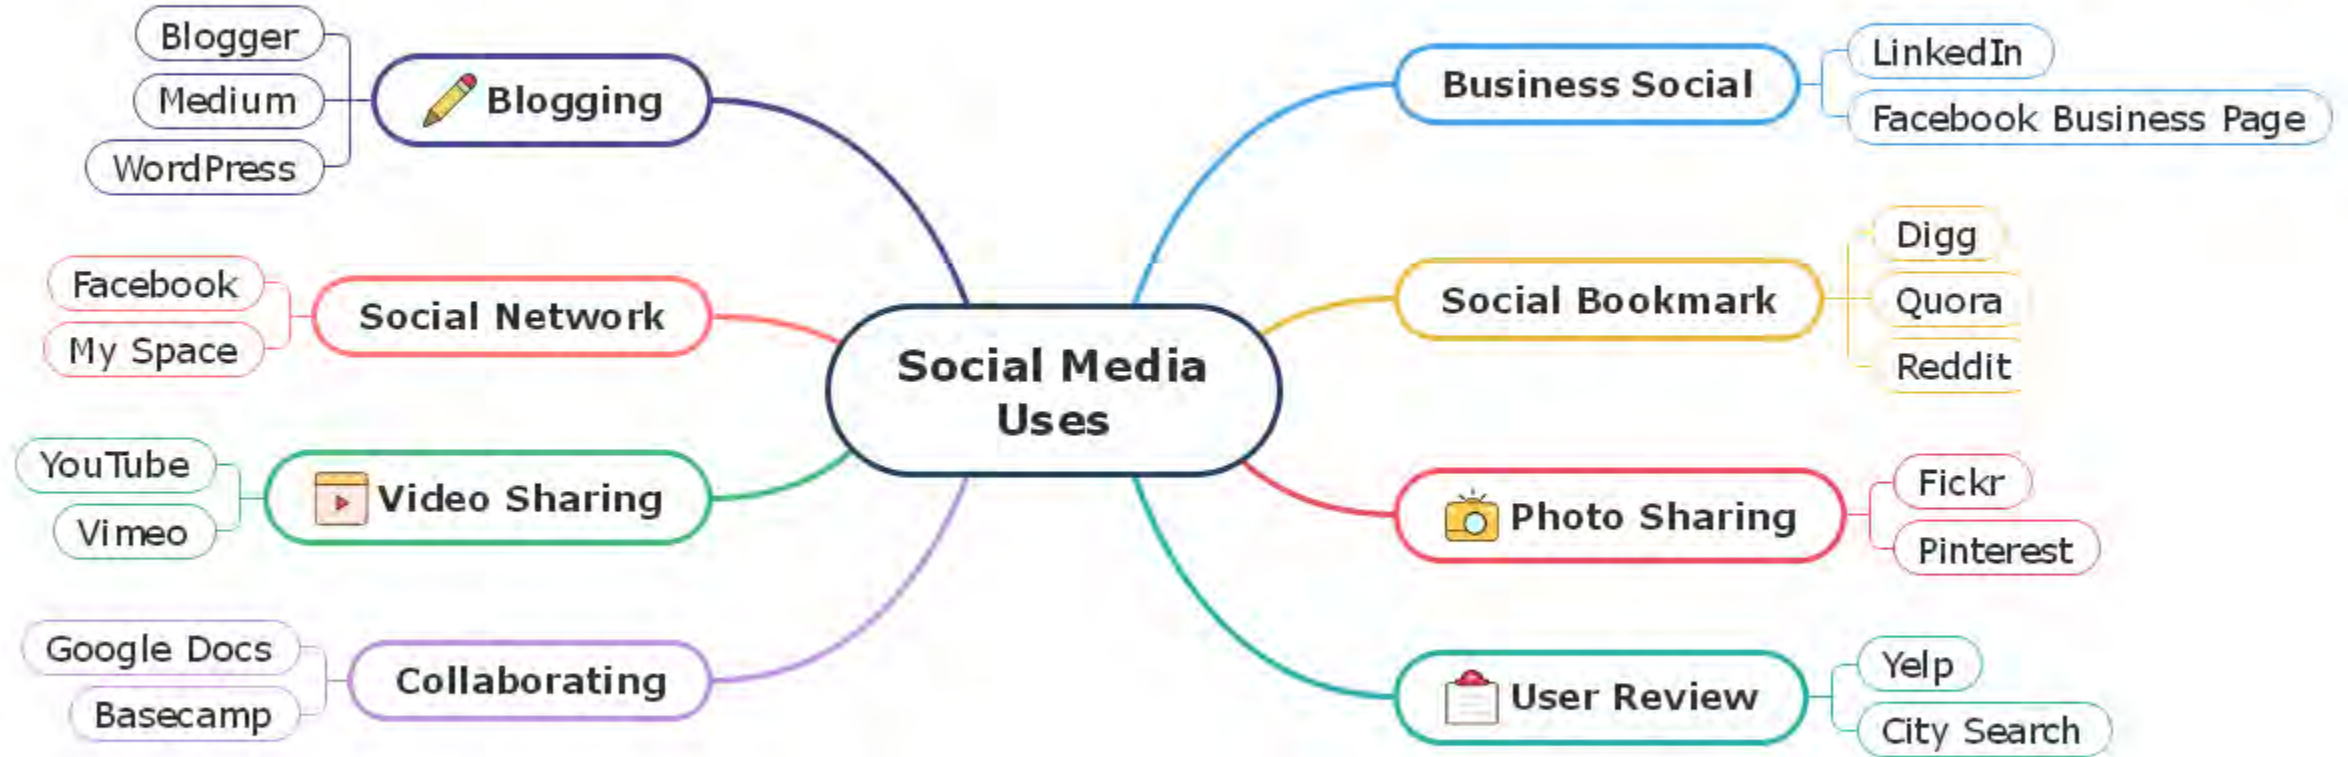 Blogger
Medium
WordPress
Blogging
Facebook
My Space
Social Network
YouTube
Vimeo
Video Sharing
Google Docs
Basecamp
Collaborating
Social Media
Uses
Business Social
LinkedIn
Facebook Business Page
Social Bookmark
Digg
Quora
Reddit
Photo Sharing
Fickr
Pinterest
User Review
Yelp
City Search